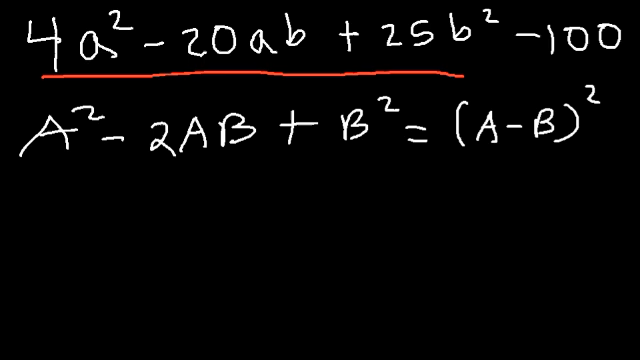 4a² - 20ab + 25b² - 100
A² - 2AB + B² = (A - B)²